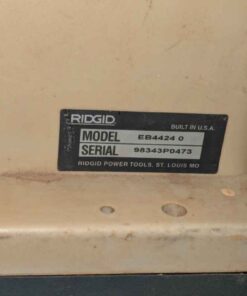 RIDGID
BUILT IN U.S.A.
MODEL EB4424 0
SERIAL 98343P0473
RIDGID POWER TOOLS, ST. LOUIS MO